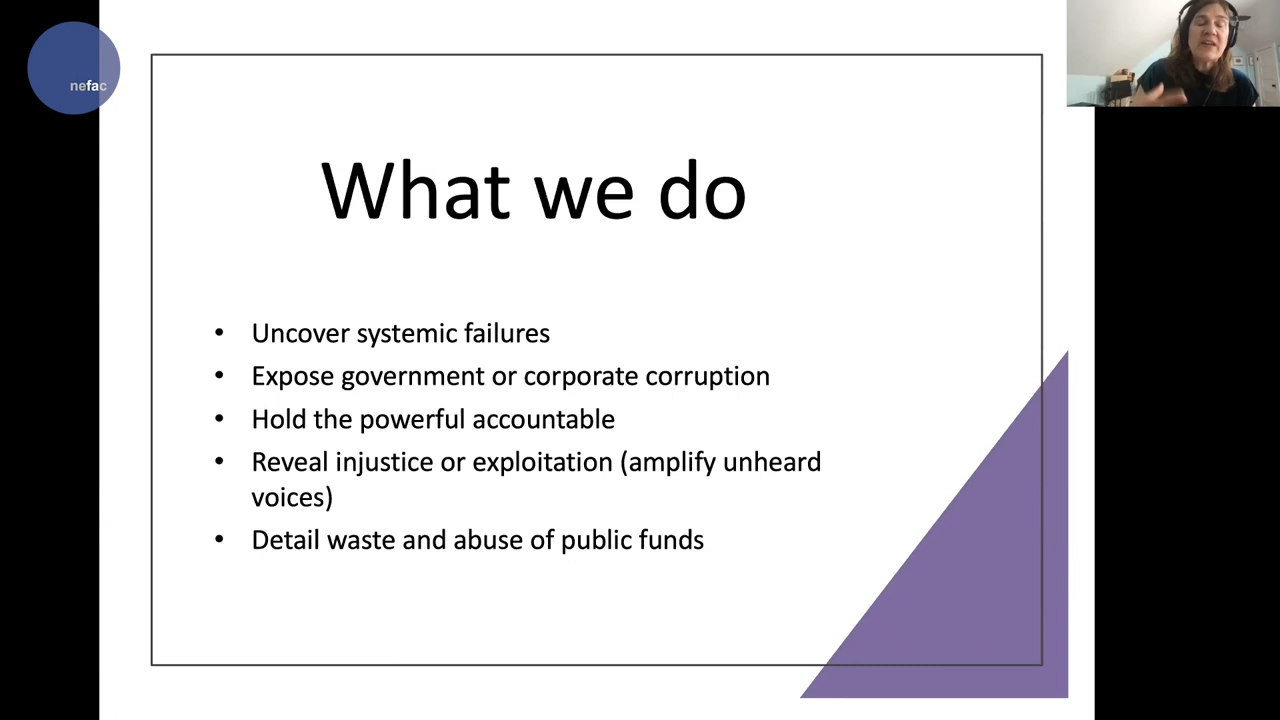 nefac
What we do
• Uncover systemic failures
• Expose government or corporate corruption
• Hold the powerful accountable
• Reveal injustice or exploitation (amplify unheard
voices)
• Detail waste and abuse of public funds